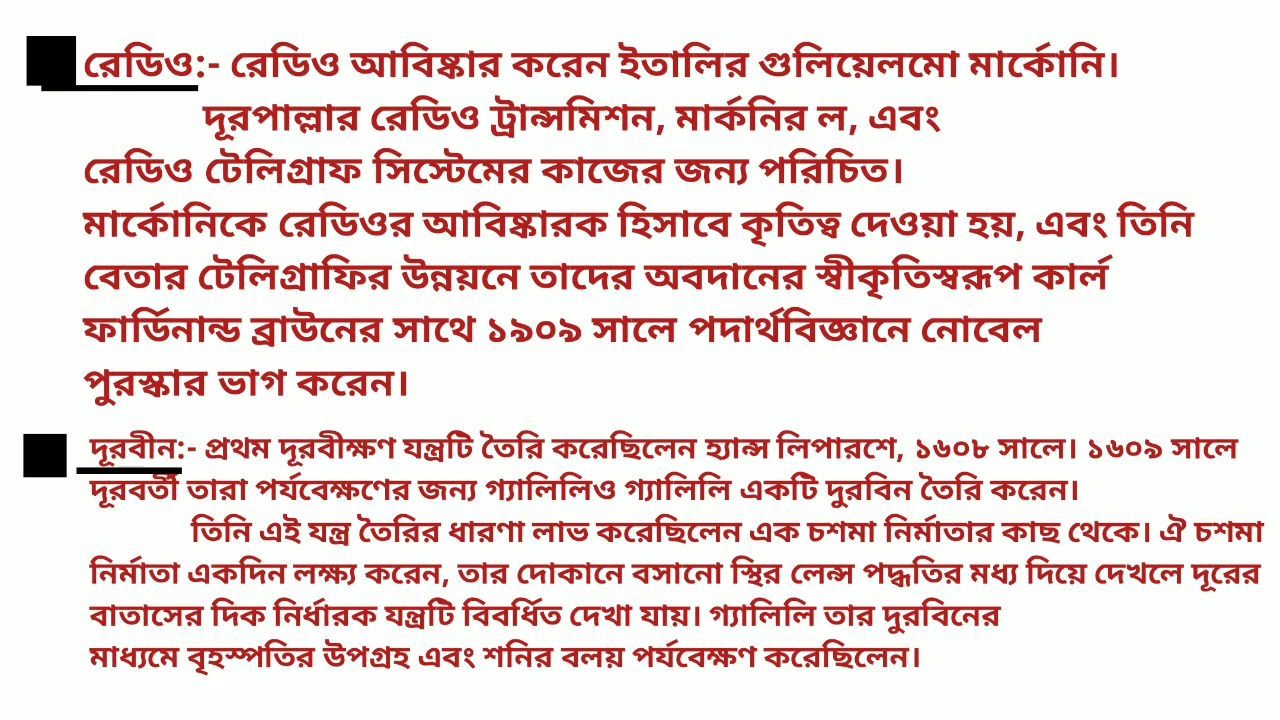 রেডিও:- রেডিও আবিষ্কার করেন ইতালির গুলিয়েলমো মার্কোনি।
দূরপাল্লার রেডিও ট্রান্সমিশন, মার্কনির ল, এবং
রেডিও টেলিগ্রাফ সিস্টেমের কাজের জন্য পরিচিত।
মার্কোনিকে রেডিওর আবিষ্কারক হিসাবে কৃতিত্ব দেওয়া হয়, এবং তিনি
বেতার টেলিগ্রাফির উন্নয়নে তাদের অবদানের স্বীকৃতিস্বরূপ কার্ল
ফার্ডিনান্ড ব্রাউনের সাথে ১৯০৯ সালে পদার্থবিজ্ঞানে নোবেল
পুরস্কার ভাগ করেন।
দূরবীন:- প্রথম দূরবীক্ষণ যন্ত্রটি তৈরি করেছিলেন হ্যান্স লিপারশে, ১৬০৮ সালে। ১৬০৯ সালে
দূরবর্তী তারা পর্যবেক্ষণের জন্য গ্যালিলিও গ্যালিলি একটি দুরবিন তৈরি করেন।
তিনি এই যন্ত্র তৈরির ধারণা লাভ করেছিলেন এক চশমা নির্মাতার কাছ থেকে। ঐ চশমা
নির্মাতা একদিন লক্ষ্য করেন, তার দোকানে বসানো স্থির লেন্স পদ্ধতির মধ্য দিয়ে দেখলে দূরের
বাতাসের দিক নির্ধারক যন্ত্রটি বিবর্ধিত দেখা যায়। গ্যালিলি তার দুরবিনের
মাধ্যমে বৃহস্পতির উপগ্রহ এবং শনির বলয় পর্যবেক্ষণ করেছিলেন।